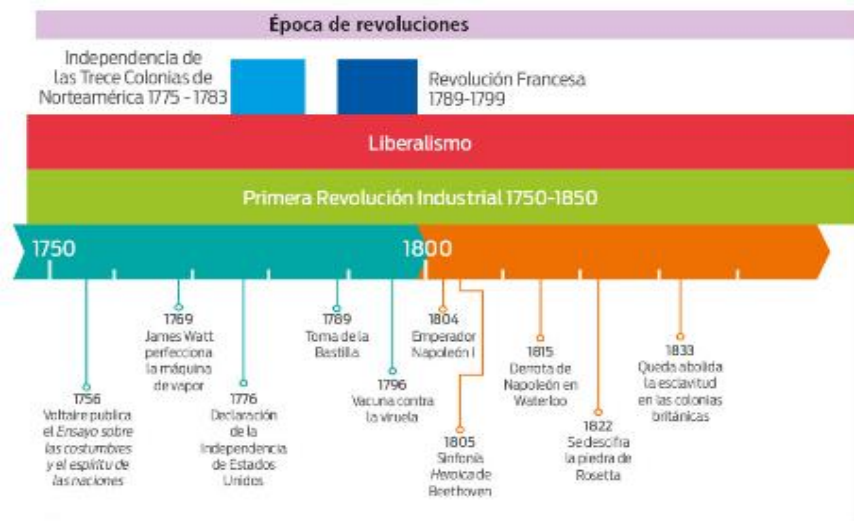 Época de revoluciones
Independencia de
las Trece Colonias de
Norteamérica 1775 - 1783
Revolución Francesa
1789-1799
Liberalismo
Primera Revolución Industrial 1750-1850
1750
1800
1756
Voltaire publica
el Ensayo sobre
las costumbres
y el espíritu de
las naciones
1769
James Watt
perfecciona
la máquina
de vapor
1776
Declaración
de la
Independencia
de Estados
Unidos
1789
Toma de la
Bastilla
1796
Vacuna contra
la viruela
1804
Emperador
Napoleón I
1805
Sinfonía
Heroica de
Beethoven
1815
Derrota de
Napoleón en
Waterloo
1822
Se descifra
la piedra de
Rosetta
1833
Queda abolida
la esclavitud
en las colonias
británicas